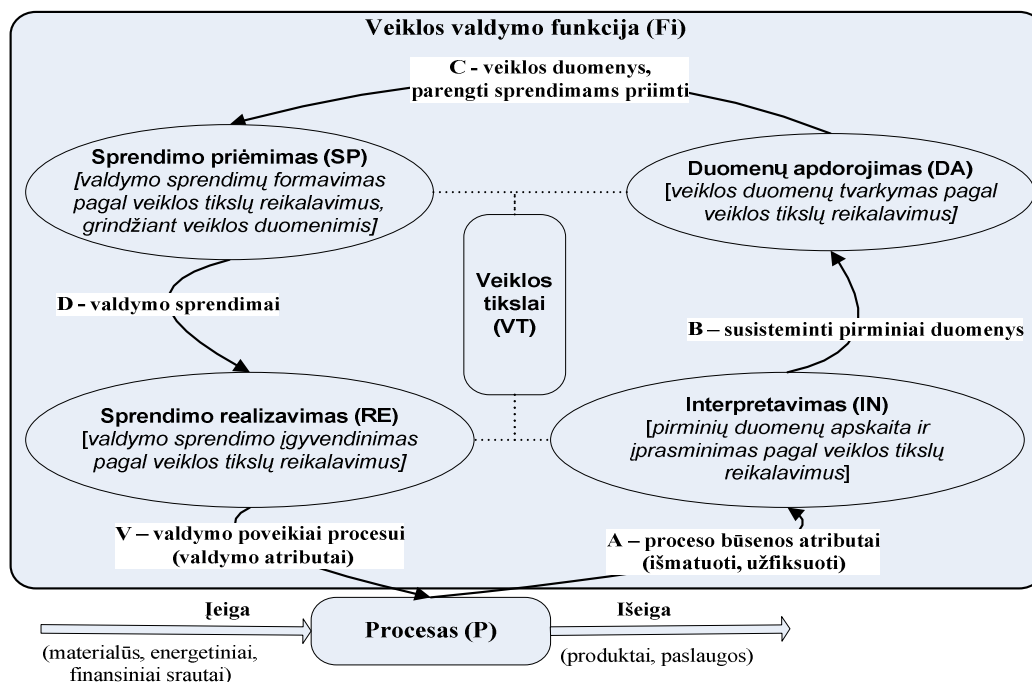 Veiklos valdymo funkcija (Fi)
C - veiklos duomenys,
parengti sprendimams priimti
Sprendimo priėmimas (SP)
[valdymo sprendimų formavimas
pagal veiklos tikslų reikalavimus,
grindžiant veiklos duomenimis]
Duomenų apdorojimas (DA)
[veiklos duomenų tvarkymas pagal
veiklos tikslų reikalavimus]
Veiklos
tikslai
(VT)
D - valdymo sprendimai
B – susisteminti pirminiai duomenys
Sprendimo realizavimas (RE)
[valdymo sprendimo įgyvendinimas
pagal veiklos tikslų reikalavimus]
Interpretavimas (IN)
[pirminių duomenų apskaita ir
įprasminimas pagal veiklos tikslų
reikalavimus]
V – valdymo poveikiai procesui
(valdymo atributai)
A – proceso būsenos atributai
(išmatuoti, užfiksuoti)
Įeiga
(materialūs, energetiniai,
finansiniai srautai)
Procesas (P)
Išeiga
(produktai, paslaugos)